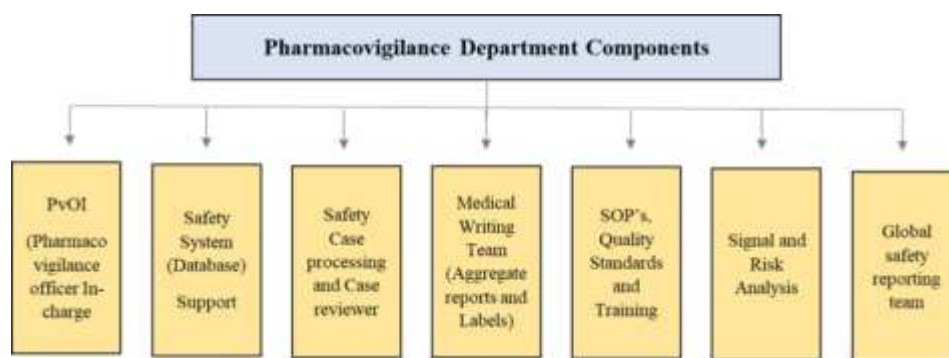 Pharmacovigilance Department Components
PvOI
(Pharmaco
vigilance
officer In-
charge
Safety
System
(Database)
Support
Safety
Case
processing
and Case
reviewer
Medical
Writing
Team
(Aggregate
reports and
Labels)
SOP's,
Quality
Standards
and
Training
Signal and
Risk
Analysis
Global
safety
reporting
team